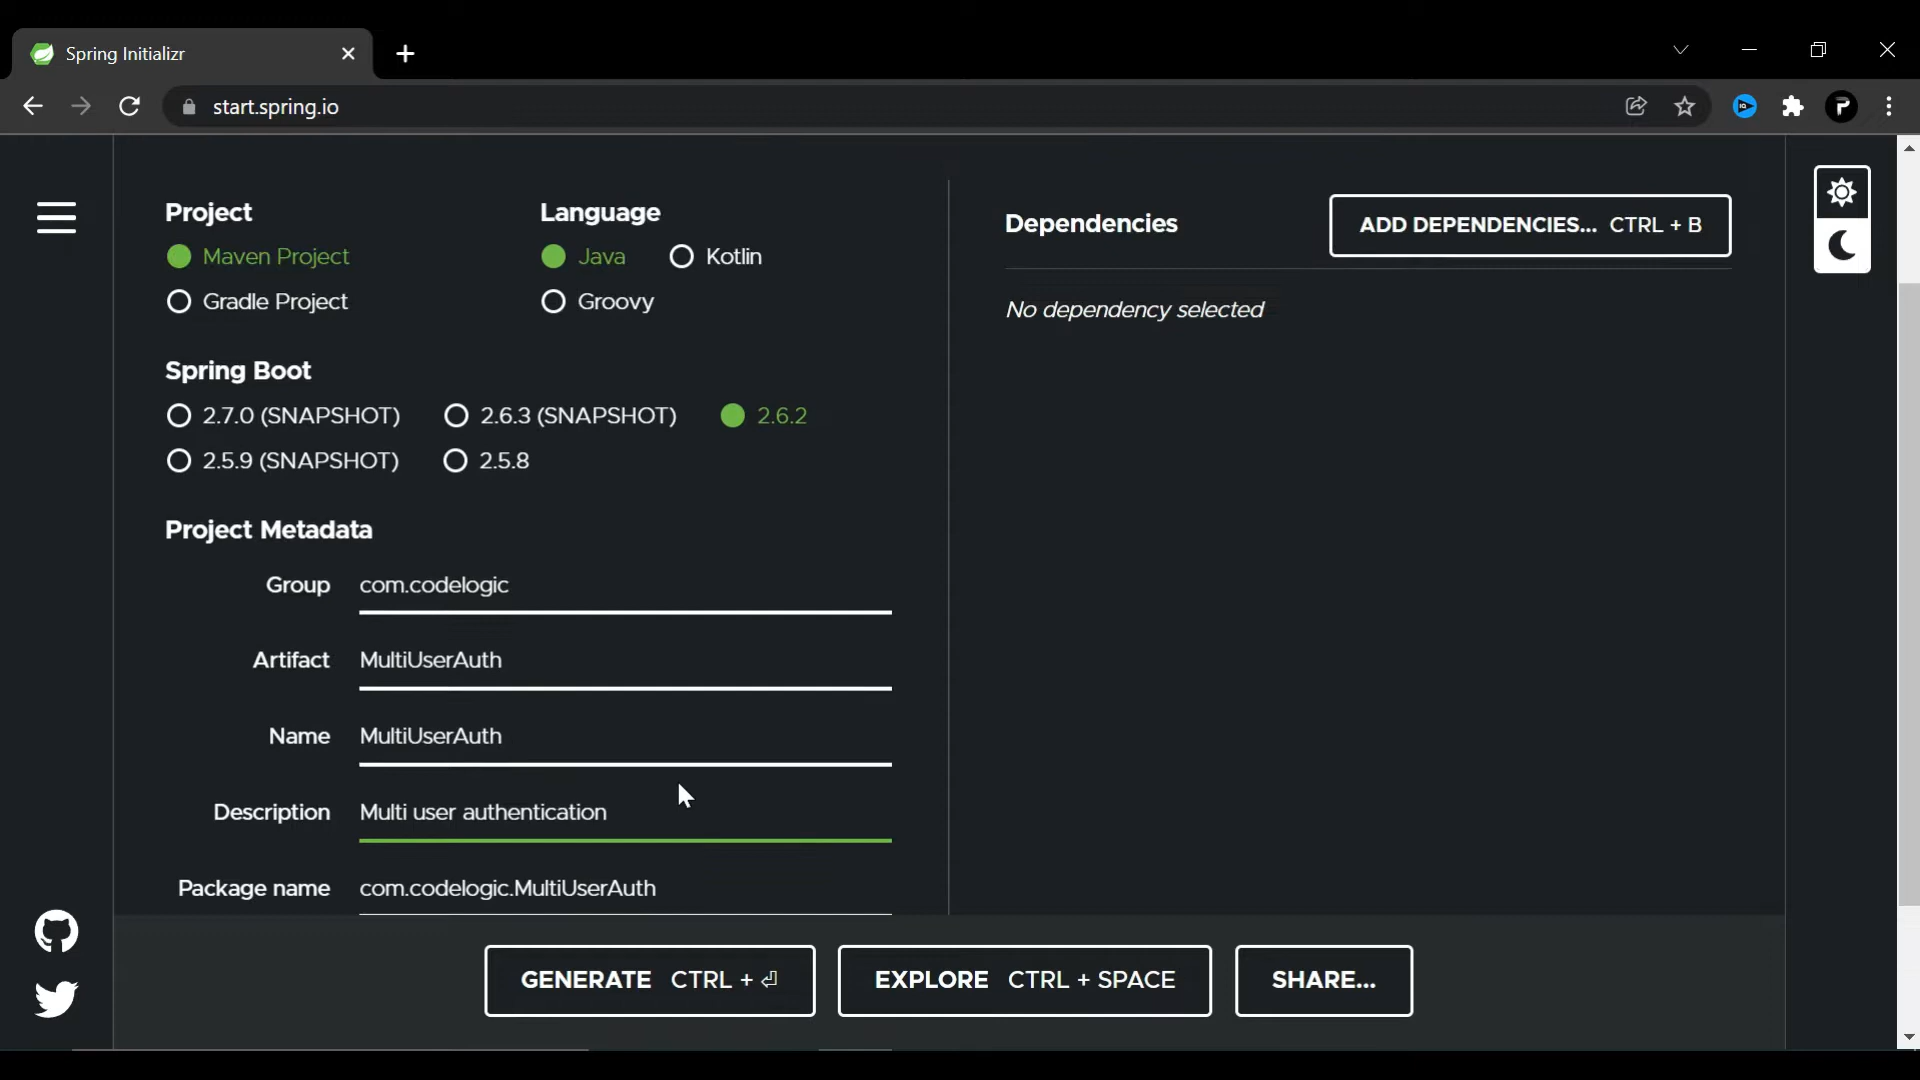 Spring Initializr
start.spring.io
Project
Maven Project
Gradle Project
Language
Java
Kotlin
Groovy
Spring Boot
2.7.0 (SNAPSHOT)
2.6.3 (SNAPSHOT)
2.6.2
2.5.9 (SNAPSHOT)
2.5.8
Project Metadata
Group com.codelogic
Artifact MultiUserAuth
Name MultiUserAuth
Description Multi user authentication
Package name com.codelogic.MultiUserAuth
Dependencies
ADD DEPENDENCIES... CTRL + B
No dependency selected
GENERATE CTRL + ⏎
EXPLORE CTRL + SPACE
SHARE...